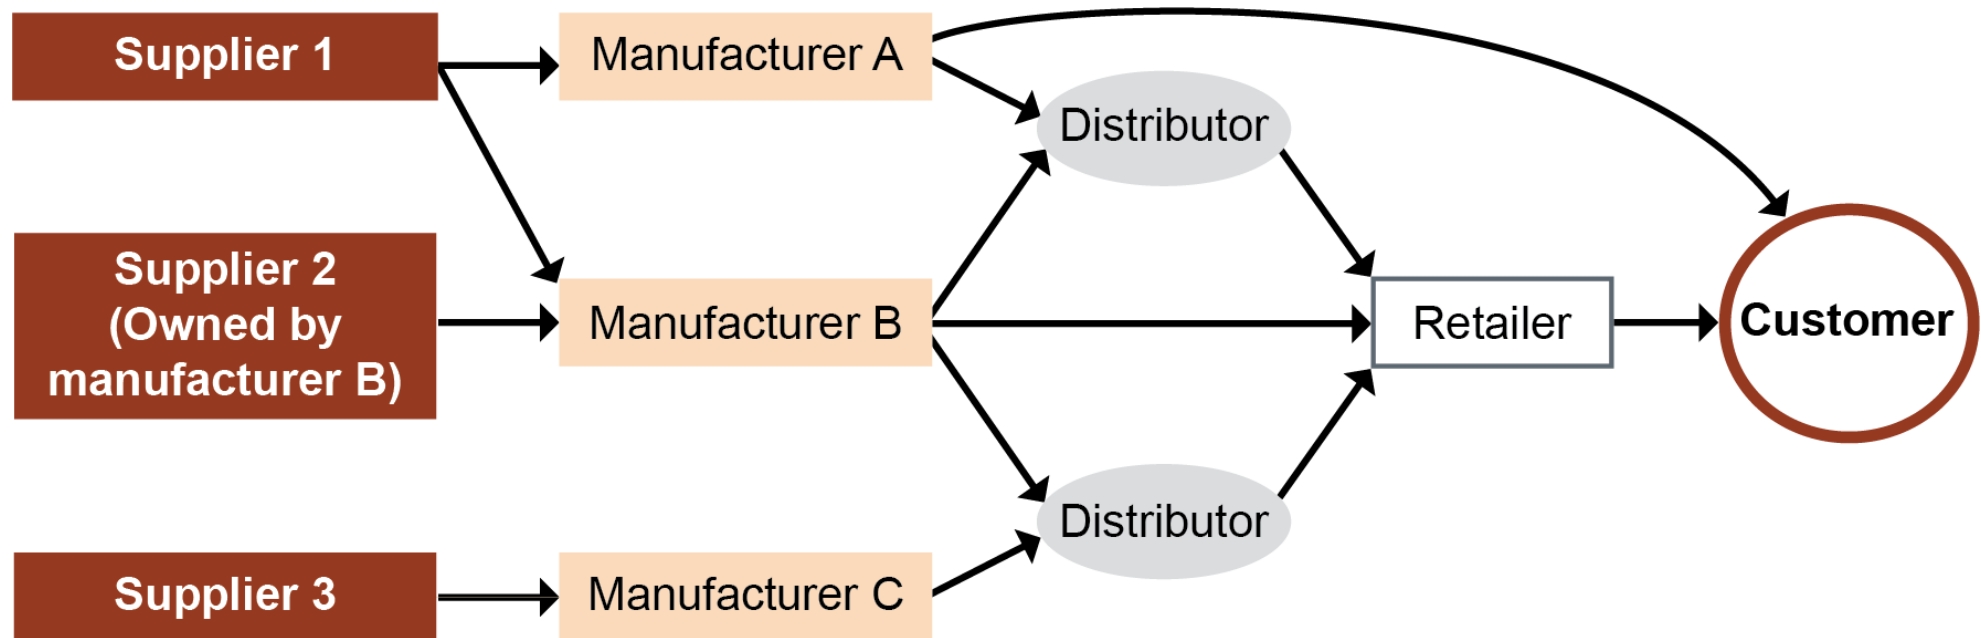 Supplier 1
Manufacturer A
Distributor
Supplier 2
(Owned by
manufacturer B)
Manufacturer B
Retailer
Customer
Distributor
Supplier 3
Manufacturer C